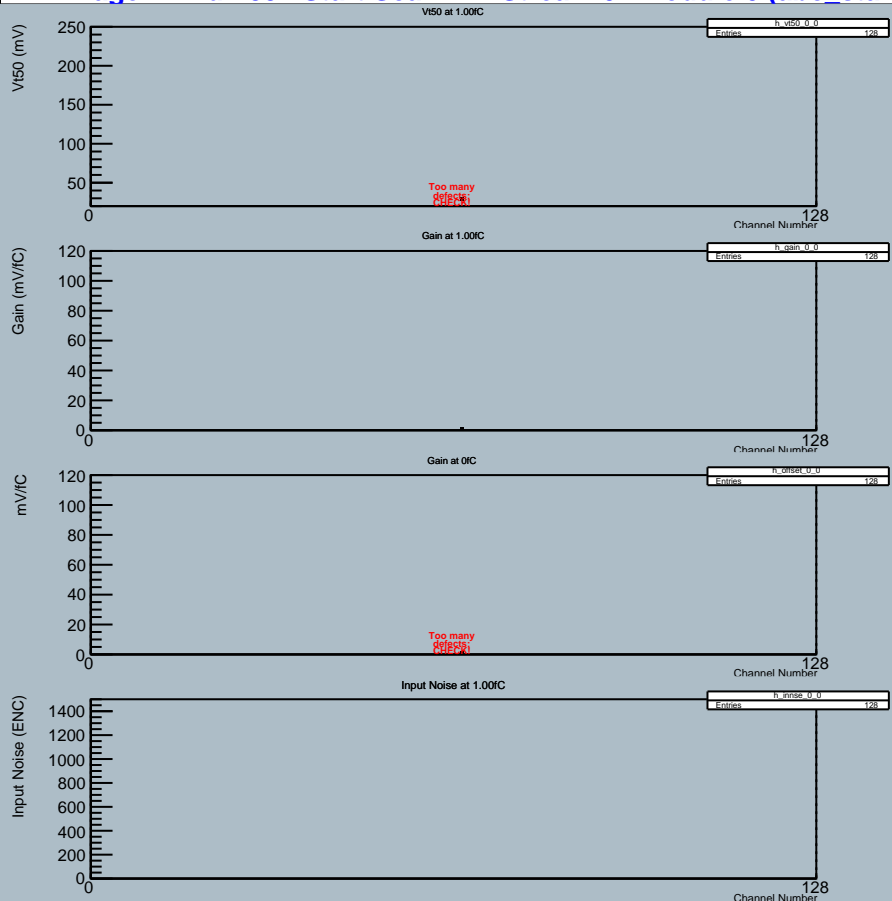 Vt50 at 1.00fC
h_vt50_0_0
Entries 128
Vt50 (mV)
250
200
150
100
50
Too many
defects:
CHECK!
0
128
Channel Number
Gain at 1.00fC
h_gain_0_0
Entries 128
Gain (mV/fC)
120
100
80
60
40
20
0
0
128
Channel Number
Gain at 0fC
h_offset_0_0
Entries 128
mV/fC
120
100
80
60
40
20
0
Too many
defects:
CHECK!
0
128
Channel Number
Input Noise at 1.00fC
h_innse_0_0
Entries 128
Input Noise (ENC)
1400
1200
1000
800
600
400
200
0
0
128
Channel Number